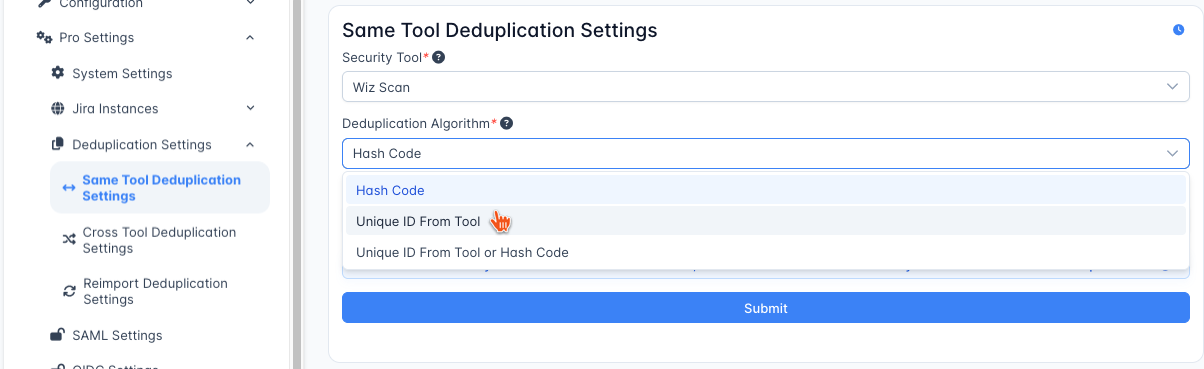 Configuration
Pro Settings
System Settings
Jira Instances
Deduplication Settings
Same Tool Deduplication
Settings
Cross Tool Deduplication
Settings
Reimport Deduplication
Settings
SAML Settings
OIDC Settings
Same Tool Deduplication Settings
Security Tool*
Wiz Scan
Deduplication Algorithm*
Hash Code
Hash Code
Unique ID From Tool
Unique ID From Tool or Hash Code
Submit